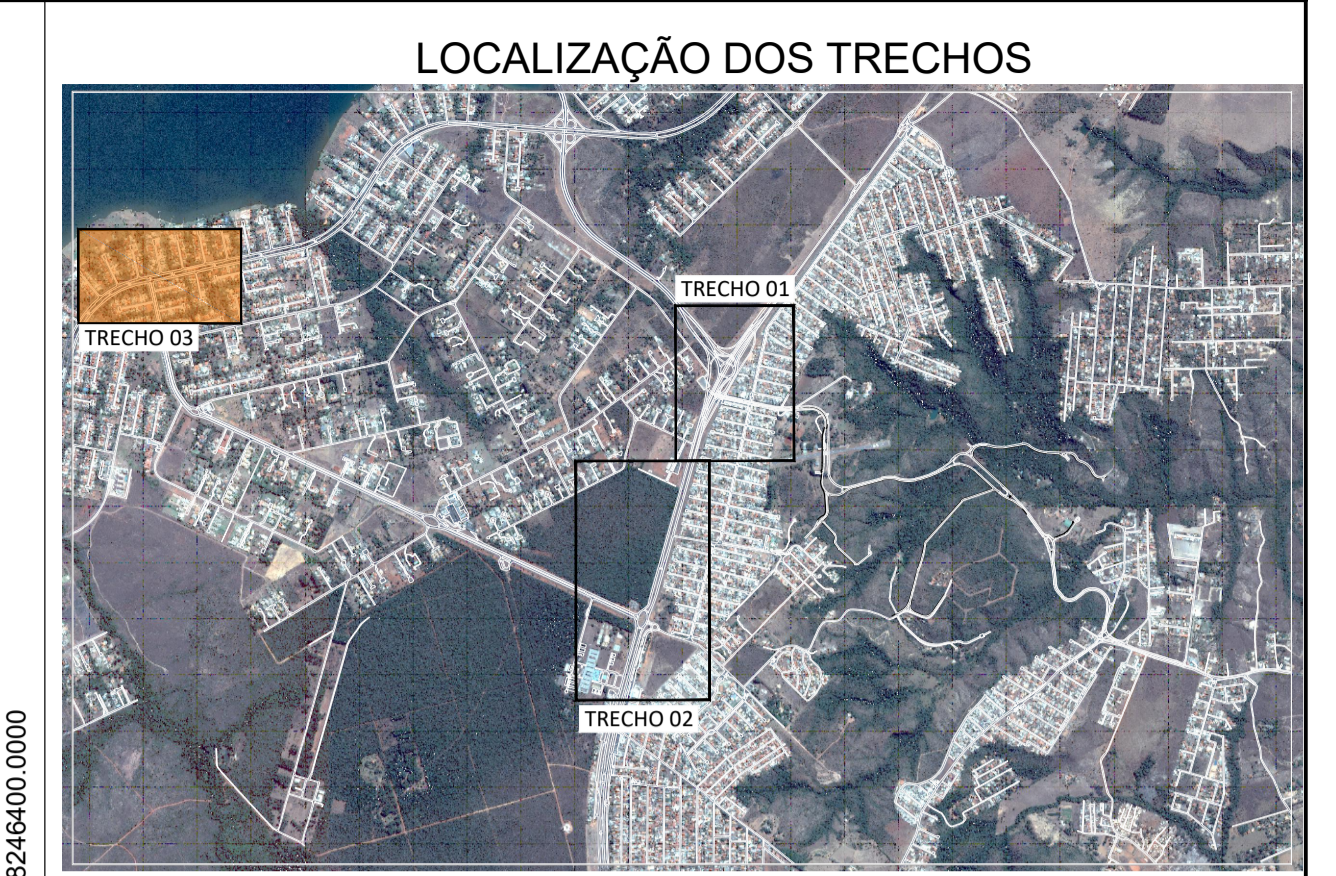 LOCALIZAÇÃO DOS TRECHOS
TRECHO 01
TRECHO 03
TRECHO 02
8246400.0000